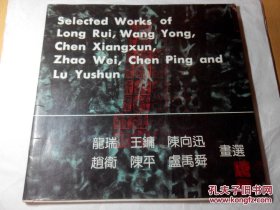 Selected Works of
Long Rui, Wang Yong,
Chen Xiangxun,
Zhao Wei, Chen Ping and
Lu Yushun
龍瑞 王鏞 陳向迅
趙衛 陳平 盧禹舜 畫選